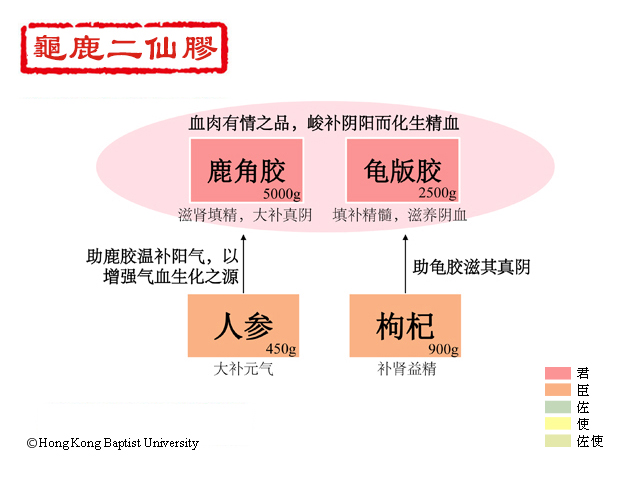 龜鹿二仙膠
血肉有情之品，峻补阴阳而化生精血
鹿角胶
5000g
滋肾填精，大补真阴
龟版胶
2500g
填补精髓，滋养阴血
助鹿胶温补阳气，以
增强气血生化之源
助龟胶滋其真阴
人参
450g
大补元气
枸杞
900g
补肾益精
君
臣
佐
使
佐使
©Hong Kong Baptist University